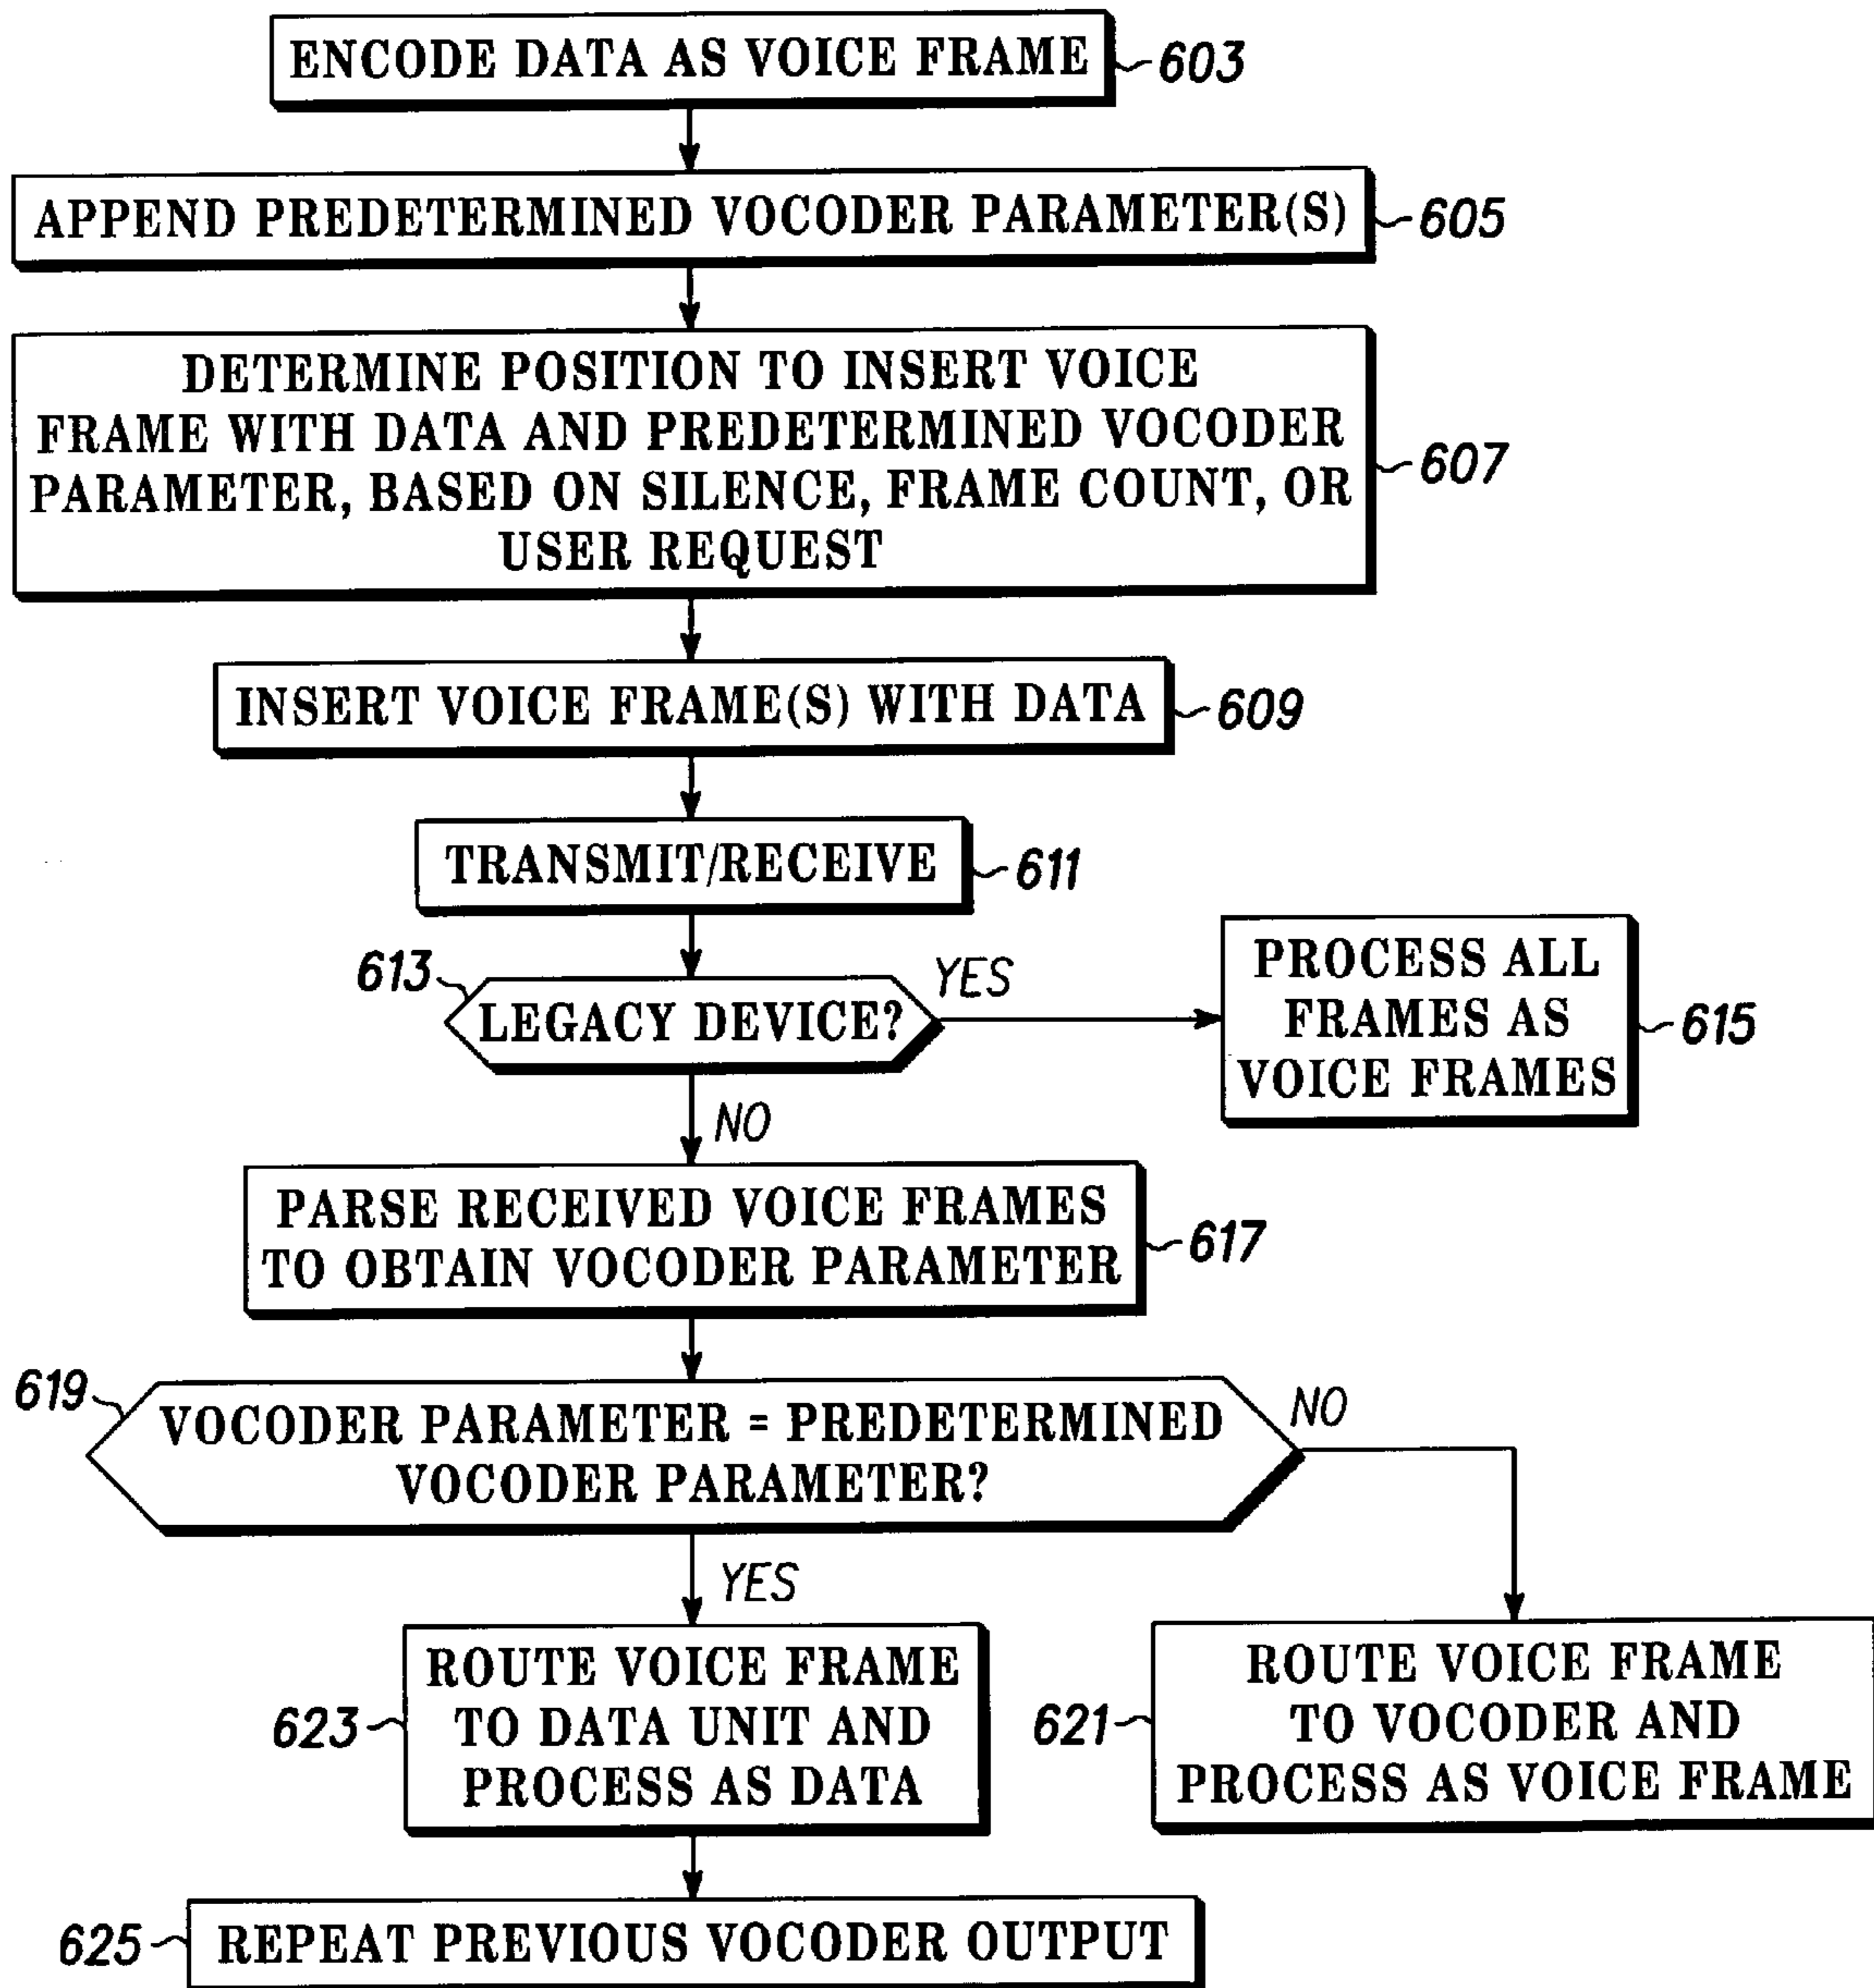 ENCODE DATA AS VOICE FRAME
603
APPEND PREDETERMINED VOCODER PARAMETER(S)
605
DETERMINE POSITION TO INSERT VOICE
FRAME WITH DATA AND PREDETERMINED VOCODER
PARAMETER, BASED ON SILENCE, FRAME COUNT, OR
USER REQUEST
607
INSERT VOICE FRAME(S) WITH DATA
609
TRANSMIT/RECEIVE
611
613
LEGACY DEVICE?
YES
PROCESS ALL
FRAMES AS
VOICE FRAMES
615
NO
PARSE RECEIVED VOICE FRAMES
TO OBTAIN VOCODER PARAMETER
617
619
VOCODER PARAMETER = PREDETERMINED
VOCODER PARAMETER?
NO
YES
623
ROUTE VOICE FRAME
TO DATA UNIT AND
PROCESS AS DATA
621
ROUTE VOICE FRAME
TO VOCODER AND
PROCESS AS VOICE FRAME
625
REPEAT PREVIOUS VOCODER OUTPUT